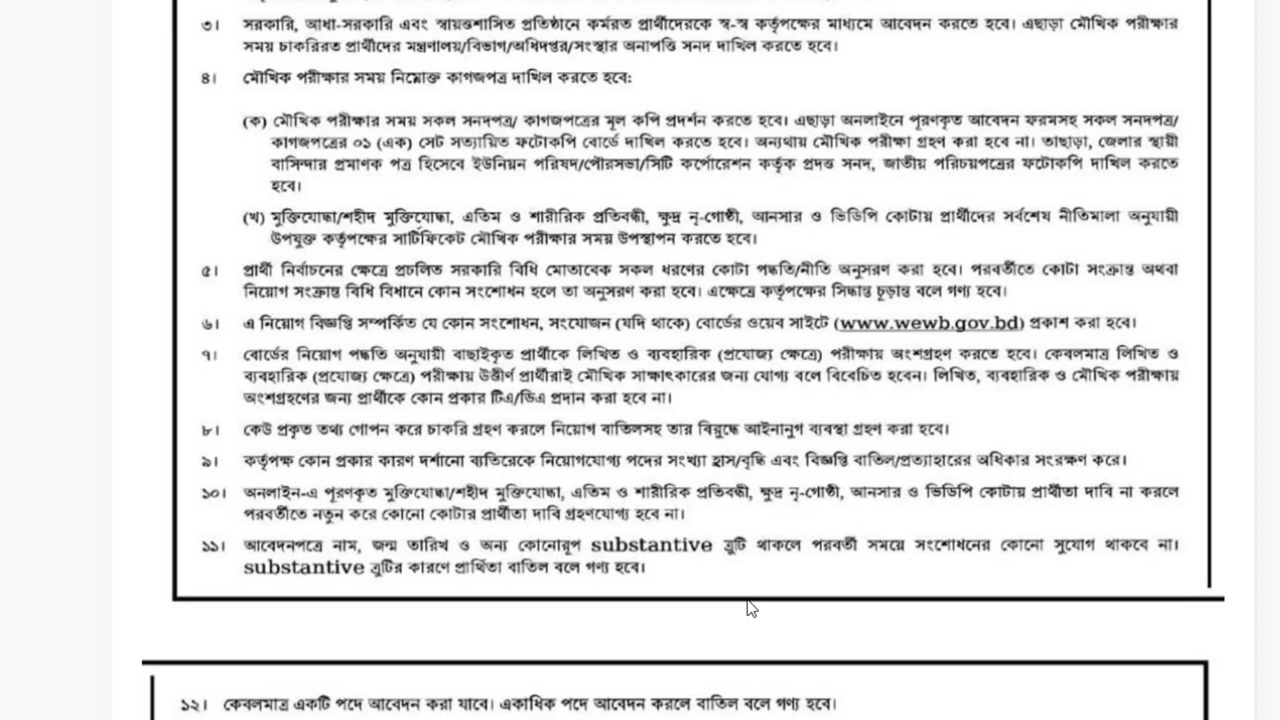 ৩। সরকারি, আধা-সরকারি এবং স্বায়ত্তশাসিত প্রতিষ্ঠানে কর্মরত প্রার্থীদেরকে স্ব-স্ব কর্তৃপক্ষের মাধ্যমে আবেদন করতে হবে। এছাড়া মৌখিক পরীক্ষার
সময় চাকরিরত প্রার্থীদের মন্ত্রণালয়/বিভাগ/অধিদপ্তর/সংস্থার অনাপত্তি সনদ দাখিল করতে হবে।
৪। মৌখিক পরীক্ষার সময় নিম্নোক্ত কাগজপত্র দাখিল করতে হবে:
(ক) মৌখিক পরীক্ষার সময় সকল সনদপত্র/ কাগজপত্রের মূল কপি প্রদর্শন করতে হবে। এছাড়া অনলাইনে পূরণকৃত আবেদন ফরমসহ সকল সনদপত্র/
কাগজপত্রের ০১ (এক) সেট সত্যায়িত ফটোকপি বোর্ডে দাখিল করতে হবে। অন্যথায় মৌখিক পরীক্ষা গ্রহণ করা হবে না। তাছাড়া, জেলার স্থায়ী
বাসিন্দার প্রমাণক পত্র হিসেবে ইউনিয়ন পরিষদ/পৌরসভা/সিটি কর্পোরেশন কর্তৃক প্রদত্ত সনদ, জাতীয় পরিচয়পত্রের ফটোকপি দাখিল করতে
হবে।
(খ) মুক্তিযোদ্ধা/শহীদ মুক্তিযোদ্ধা, এতিম ও শারীরিক প্রতিবন্ধী, ক্ষুদ্র নৃ-গোষ্ঠী, আনসার ও ভিডিপি কোটায় প্রার্থীদের সর্বশেষ নীতিমালা অনুযায়ী
উপযুক্ত কর্তৃপক্ষের সার্টিফিকেট মৌখিক পরীক্ষার সময় উপস্থাপন করতে হবে।
৫। প্রার্থী নির্বাচনের ক্ষেত্রে প্রচলিত সরকারি বিধি মোতাবেক সকল ধরণের কোটা পদ্ধতি/নীতি অনুসরণ করা হবে। পরবর্তীতে কোটা সংক্রান্ত অথবা
নিয়োগ সংক্রান্ত বিধি বিধানে কোন সংশোধন হলে তা অনুসরণ করা হবে। এক্ষেত্রে কর্তৃপক্ষের সিদ্ধান্ত চূড়ান্ত বলে গণ্য হবে।
৬। এ নিয়োগ বিজ্ঞপ্তি সম্পর্কিত যে কোন সংশোধন, সংযোজন (যদি থাকে) বোর্ডের ওয়েব সাইটে (www.wewb.gov.bd) প্রকাশ করা হবে।
৭। বোর্ডের নিয়োগ পদ্ধতি অনুযায়ী বাছাইকৃত প্রার্থীকে লিখিত ও ব্যবহারিক (প্রযোজ্য ক্ষেত্রে) পরীক্ষায় অংশগ্রহণ করতে হবে। কেবলমাত্র লিখিত ও
ব্যবহারিক (প্রযোজ্য ক্ষেত্রে) পরীক্ষায় উত্তীর্ণ প্রার্থীরাই মৌখিক সাক্ষাৎকারের জন্য যোগ্য বলে বিবেচিত হবেন। লিখিত, ব্যবহারিক ও মৌখিক পরীক্ষায়
অংশগ্রহণের জন্য প্রার্থীকে কোন প্রকার টিএ/ডিএ প্রদান করা হবে না।
৮। কেউ প্রকৃত তথ্য গোপন করে চাকরি গ্রহণ করলে নিয়োগ বাতিলসহ তার বিরুদ্ধে আইনানুগ ব্যবস্থা গ্রহণ করা হবে।
৯। কর্তৃপক্ষ কোন প্রকার কারণ দর্শানো ব্যতিরেকে নিয়োগযোগ্য পদের সংখ্যা হ্রাস/বৃদ্ধি এবং বিজ্ঞপ্তি বাতিল/প্রত্যাহারের অধিকার সংরক্ষণ করে।
১০। অনলাইন-এ পূরণকৃত মুক্তিযোদ্ধা/শহীদ মুক্তিযোদ্ধা, এতিম ও শারীরিক প্রতিবন্ধী, ক্ষুদ্র নৃ-গোষ্ঠী, আনসার ও ভিডিপি কোটায় প্রার্থীতা দাবি না করলে
পরবর্তীতে নতুন করে কোনো কোটার প্রার্থীতা দাবি গ্রহণযোগ্য হবে না।
১১। আবেদনপত্রে নাম, জন্ম তারিখ ও অন্য কোনোরূপ substantive ত্রুটি থাকলে পরবর্তী সময়ে সংশোধনের কোনো সুযোগ থাকবে না।
substantive ত্রুটির কারণে প্রার্থিতা বাতিল বলে গণ্য হবে।
১২। কেবলমাত্র একটি পদে আবেদন করা যাবে। একাধিক পদে আবেদন করলে বাতিল বলে গণ্য হবে।